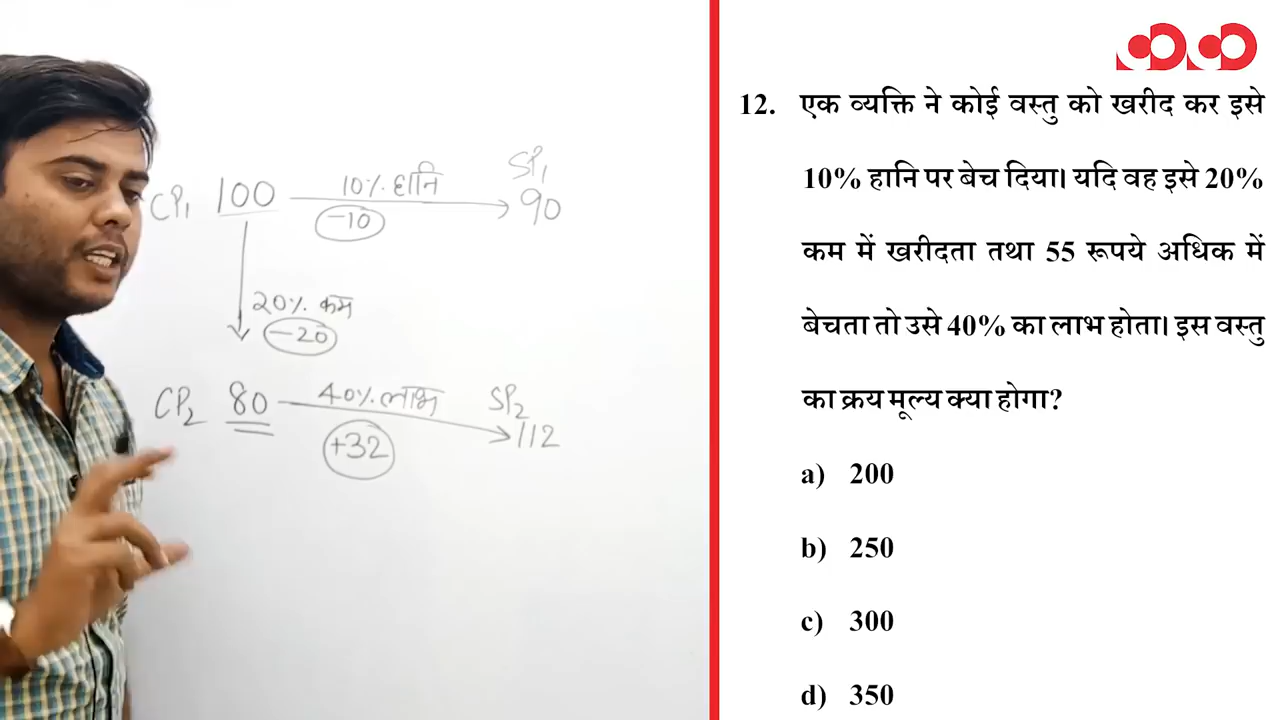 CP₁ 100 10% हानि SP₁
-10 90
20% कम
-20
CP₂ 80 40% लाभ SP₂
+32 112
12. एक व्यक्ति ने कोई वस्तु को खरीद कर इसे
10% हानि पर बेच दिया। यदि वह इसे 20%
कम में खरीदता तथा 55 रूपये अधिक में
बेचता तो उसे 40% का लाभ होता। इस वस्तु
का क्रय मूल्य क्या होगा?
a) 200
b) 250
c) 300
d) 350